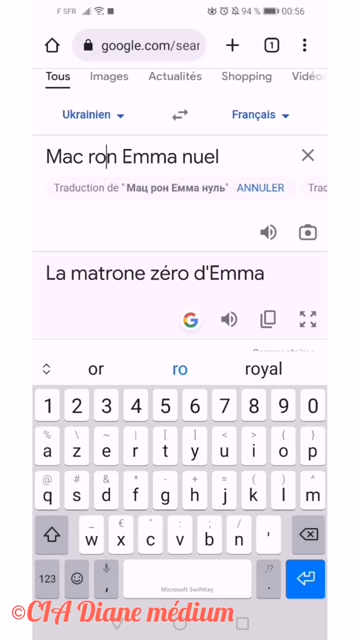 F SFR 94 % 00:56
google.com/sear 1
Tous Images Actualités Shopping Vidéo
Ukrainien Français
Mac ron Emma nuel
Traduction de "Мац рон Емма нуль" ANNULER Trad
La matrone zéro d'Emma
or ro royal
1 2 3 4 5 6 7 8 9 0
% \ ~ | [ ] < > { }
a z e r t y u i o p
@ # & * - + = ( ) ^
q s d f g h j k l m
_ € " : ; / 
w x c v b n '
123 , Microsoft SwiftKey ,!? .
©CIA Diane médium